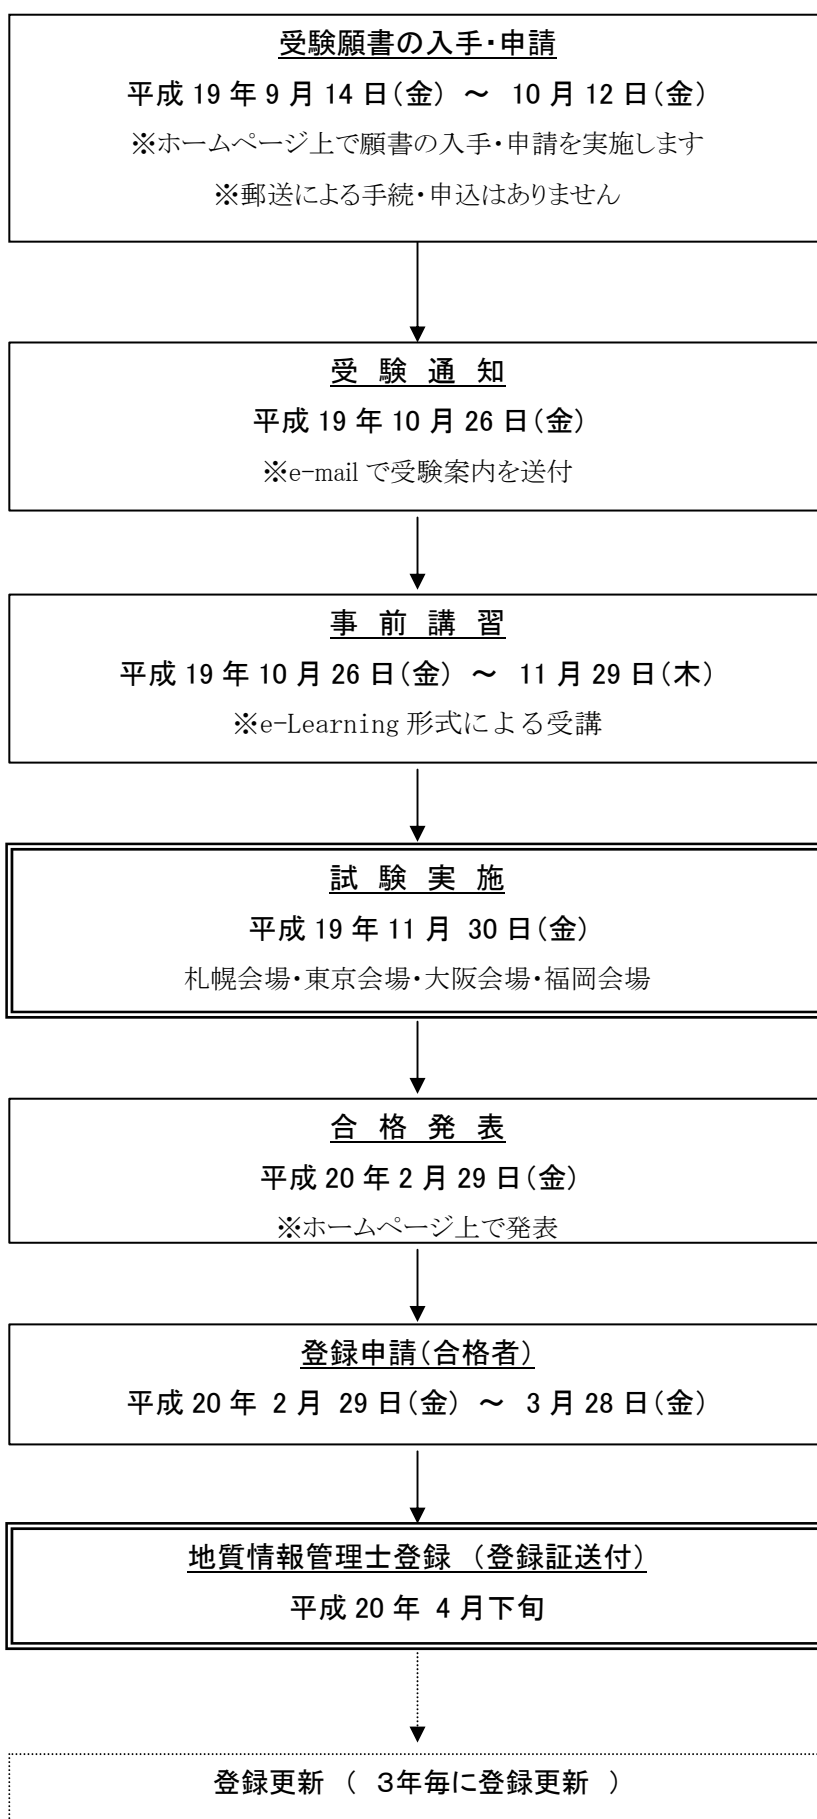 受験願書の入手・申請
平成 19 年 9 月 14 日（金） ～ 10 月 12 日（金）
※ホームページ上で願書の入手・申請を実施します
※郵送による手続・申込はありません
受 験 通 知
平成 19 年 10 月 26 日（金）
※e-mail で受験案内を送付
事 前 講 習
平成 19 年 10 月 26 日（金） ～ 11 月 29 日（木）
※e-Learning 形式による受講
試 験 実 施
平成 19 年 11 月 30 日（金）
札幌会場・東京会場・大阪会場・福岡会場
合 格 発 表
平成 20 年 2 月 29 日（金）
※ホームページ上で発表
登録申請（合格者）
平成 20 年 2 月 29 日（金） ～ 3 月 28 日（金）
地質情報管理士登録 （登録証送付）
平成 20 年 4 月下旬
登録更新 （ ３年毎に登録更新 ）